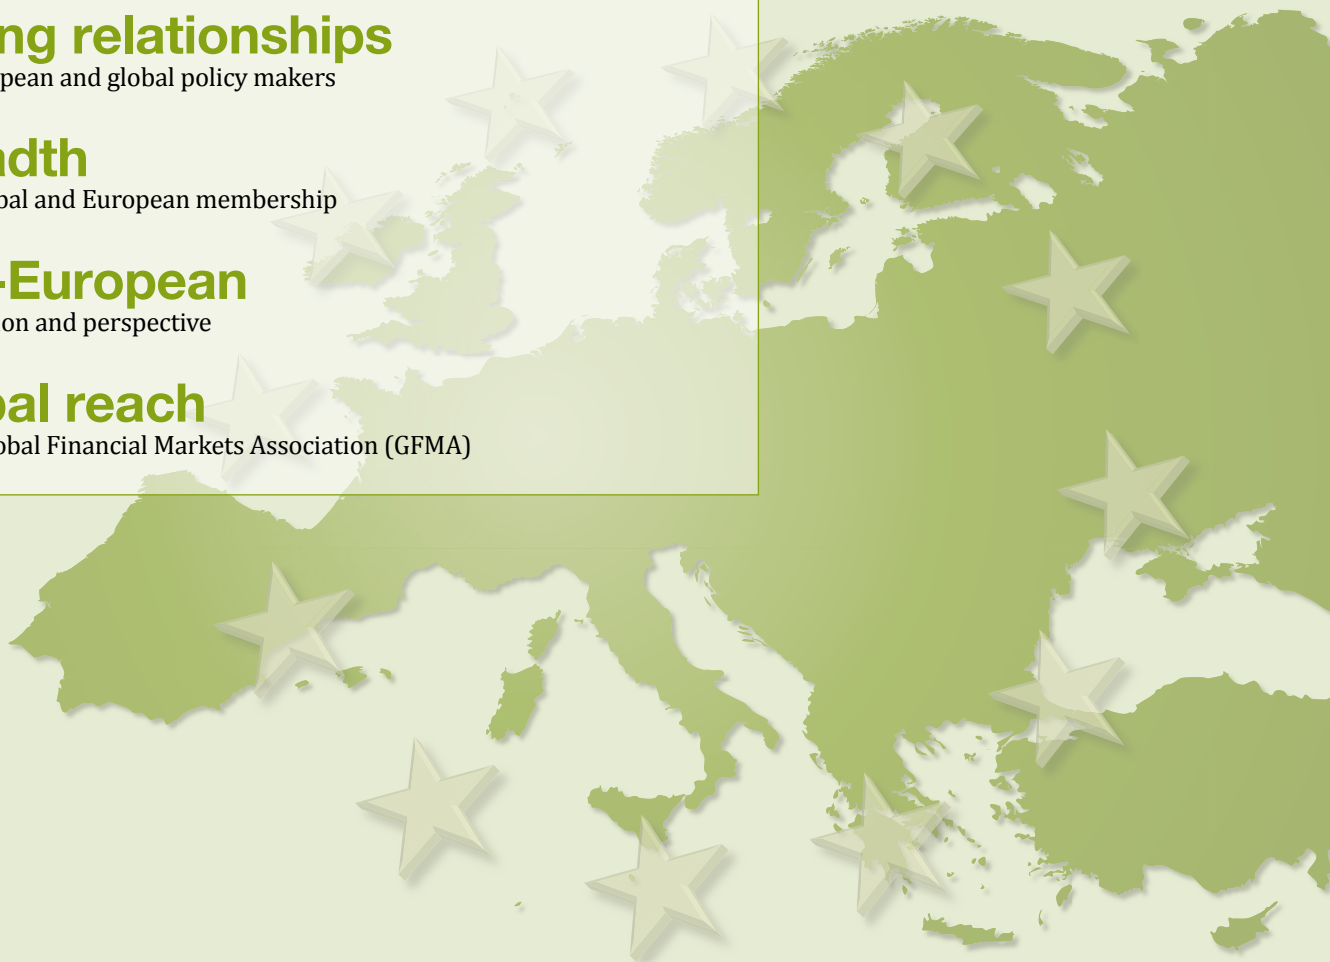 ng relationships
pean and global policy makers
adth
bal and European membership
-European
on and perspective
bal reach
obal Financial Markets Association (GFMA)